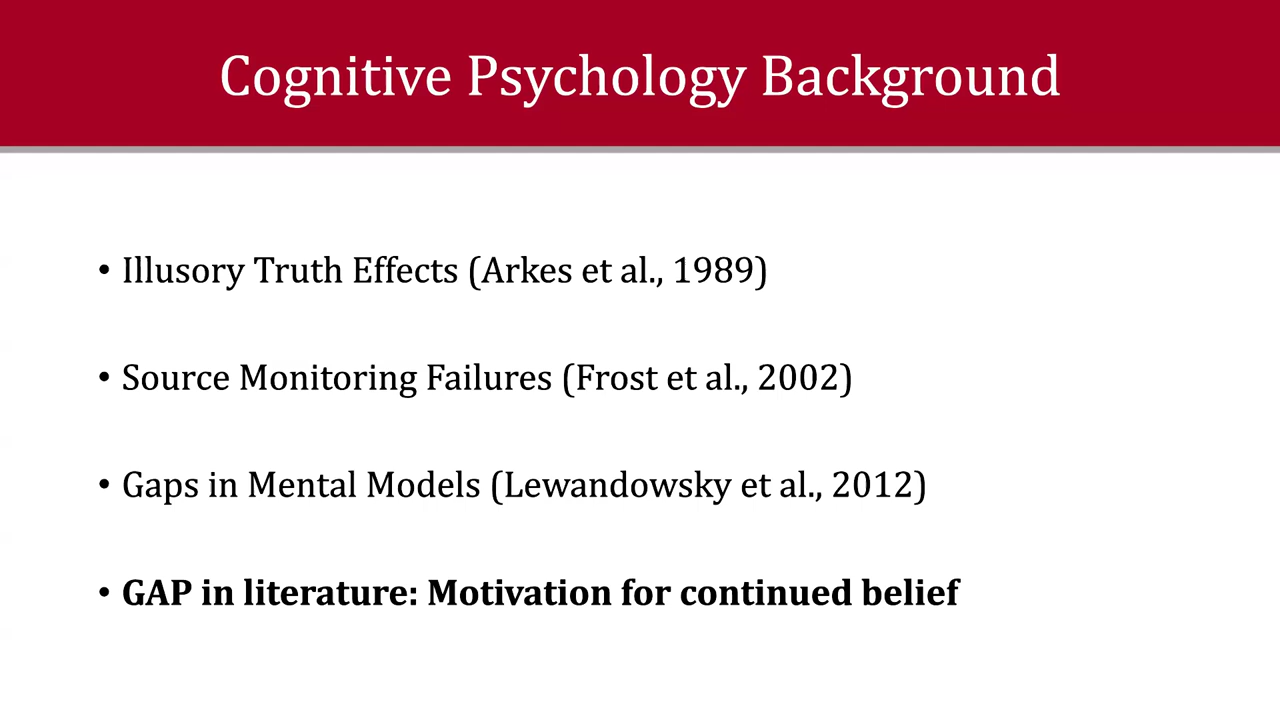 Cognitive Psychology Background
• Illusory Truth Effects (Arkes et al., 1989)
• Source Monitoring Failures (Frost et al., 2002)
• Gaps in Mental Models (Lewandowsky et al., 2012)
• GAP in literature: Motivation for continued belief